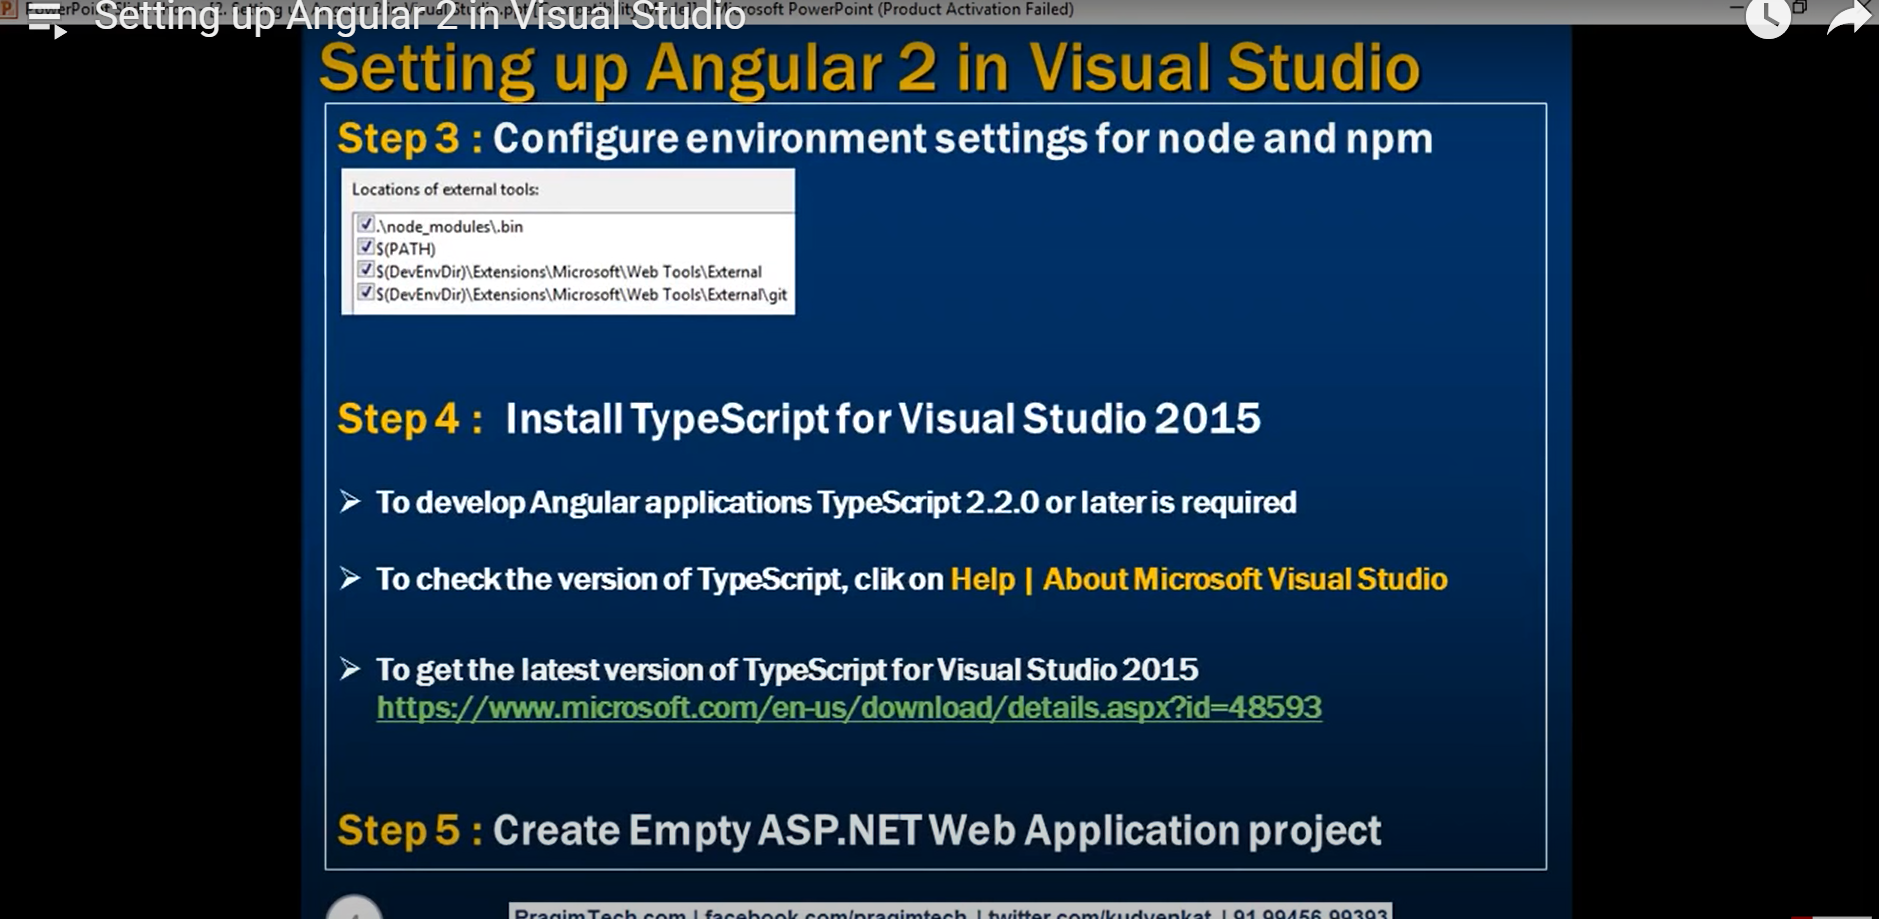 Setting up Angular 2 in Visual Studio
Microsoft PowerPoint (Product Activation Failed)
Setting up Angular 2 in Visual Studio
Step 3 : Configure environment settings for node and npm
Locations of external tools:
.\node_modules\.bin
$(PATH)
$(DevEnvDir)\Extensions\Microsoft\Web Tools\External
$(DevEnvDir)\Extensions\Microsoft\Web Tools\External\git
Step 4 : Install TypeScript for Visual Studio 2015
➢ To develop Angular applications TypeScript 2.2.0 or later is required
➢ To check the version of TypeScript, clik on Help | About Microsoft Visual Studio
➢ To get the latest version of TypeScript for Visual Studio 2015
https://www.microsoft.com/en-us/download/details.aspx?id=48593
Step 5 : Create Empty ASP.NET Web Application project
PragimTech.com | facebook.com/pragimtech | twitter.com/kudvenkat | 91 99456 99393